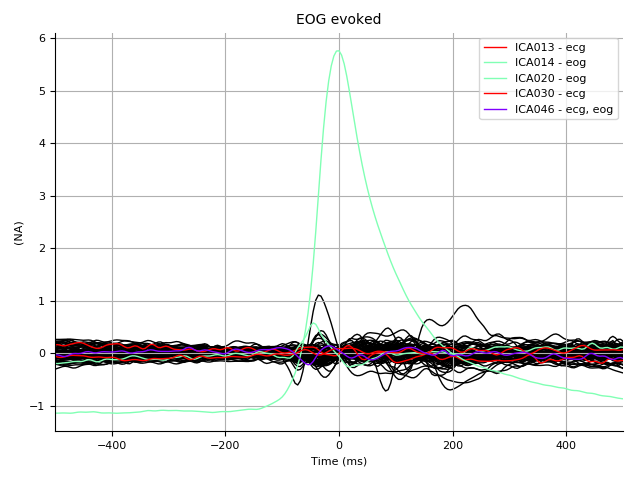 EOG evoked
ICA013 - ecg
ICA014 - eog
ICA020 - eog
ICA030 - ecg
ICA046 - ecg, eog
6
5
4
3
2
1
0
−1
(NA)
−400 −200 0 200 400
Time (ms)